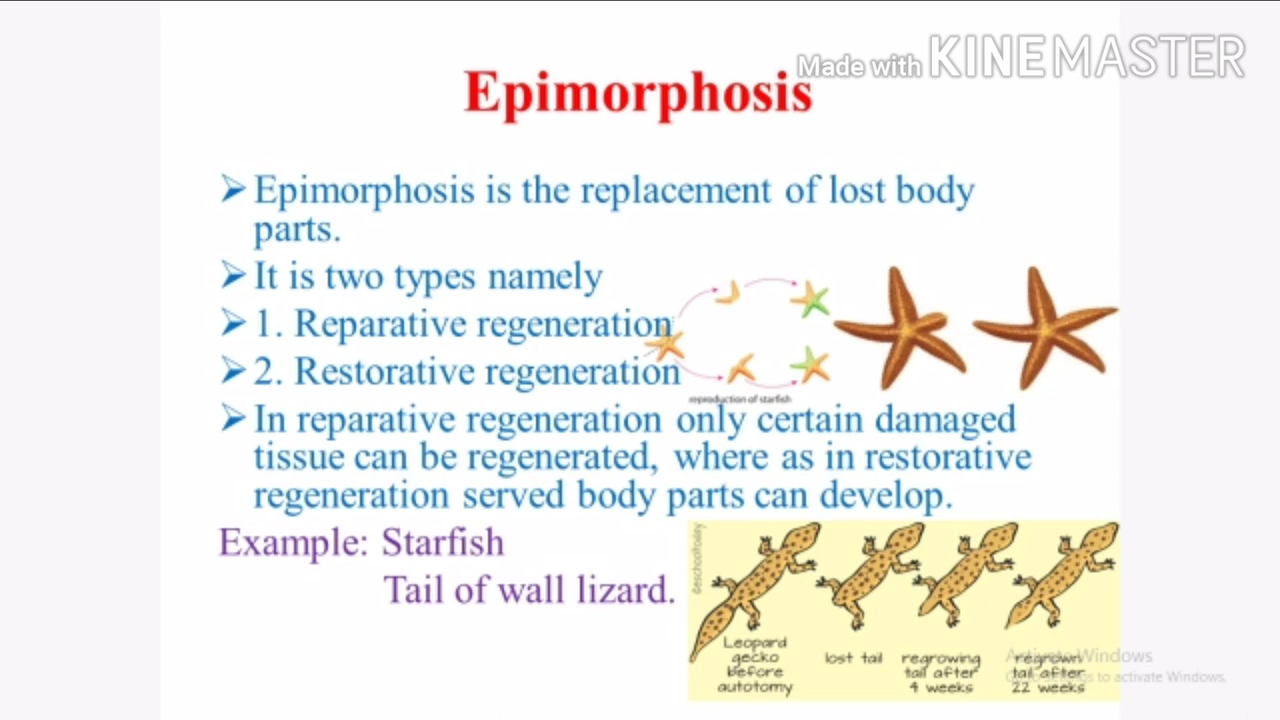 Made with KINEMASTER
Epimorphosis
➢ Epimorphosis is the replacement of lost body
parts.
➢ It is two types namely
➢ 1. Reparative regeneration
➢ 2. Restorative regeneration
reproduction of starfish
➢ In reparative regeneration only certain damaged
tissue can be regenerated, where as in restorative
regeneration served body parts can develop.
Example: Starfish
Tail of wall lizard.
Leopard
gecko
before
autotomy
lost tail
regrowing
tail after
4 weeks
regrown
tail after
22 weeks
Activate Windows
Go to Settings to activate Windows.